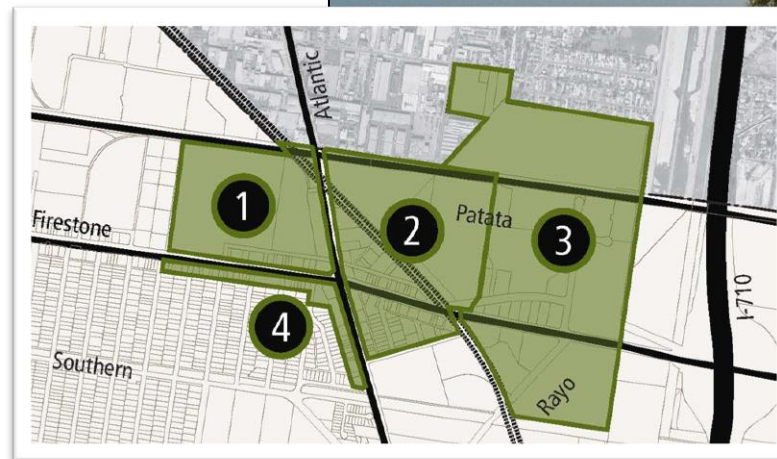 Atlantic
1
2
Patata
3
Firestone
4
Southern
Rayo
I-710